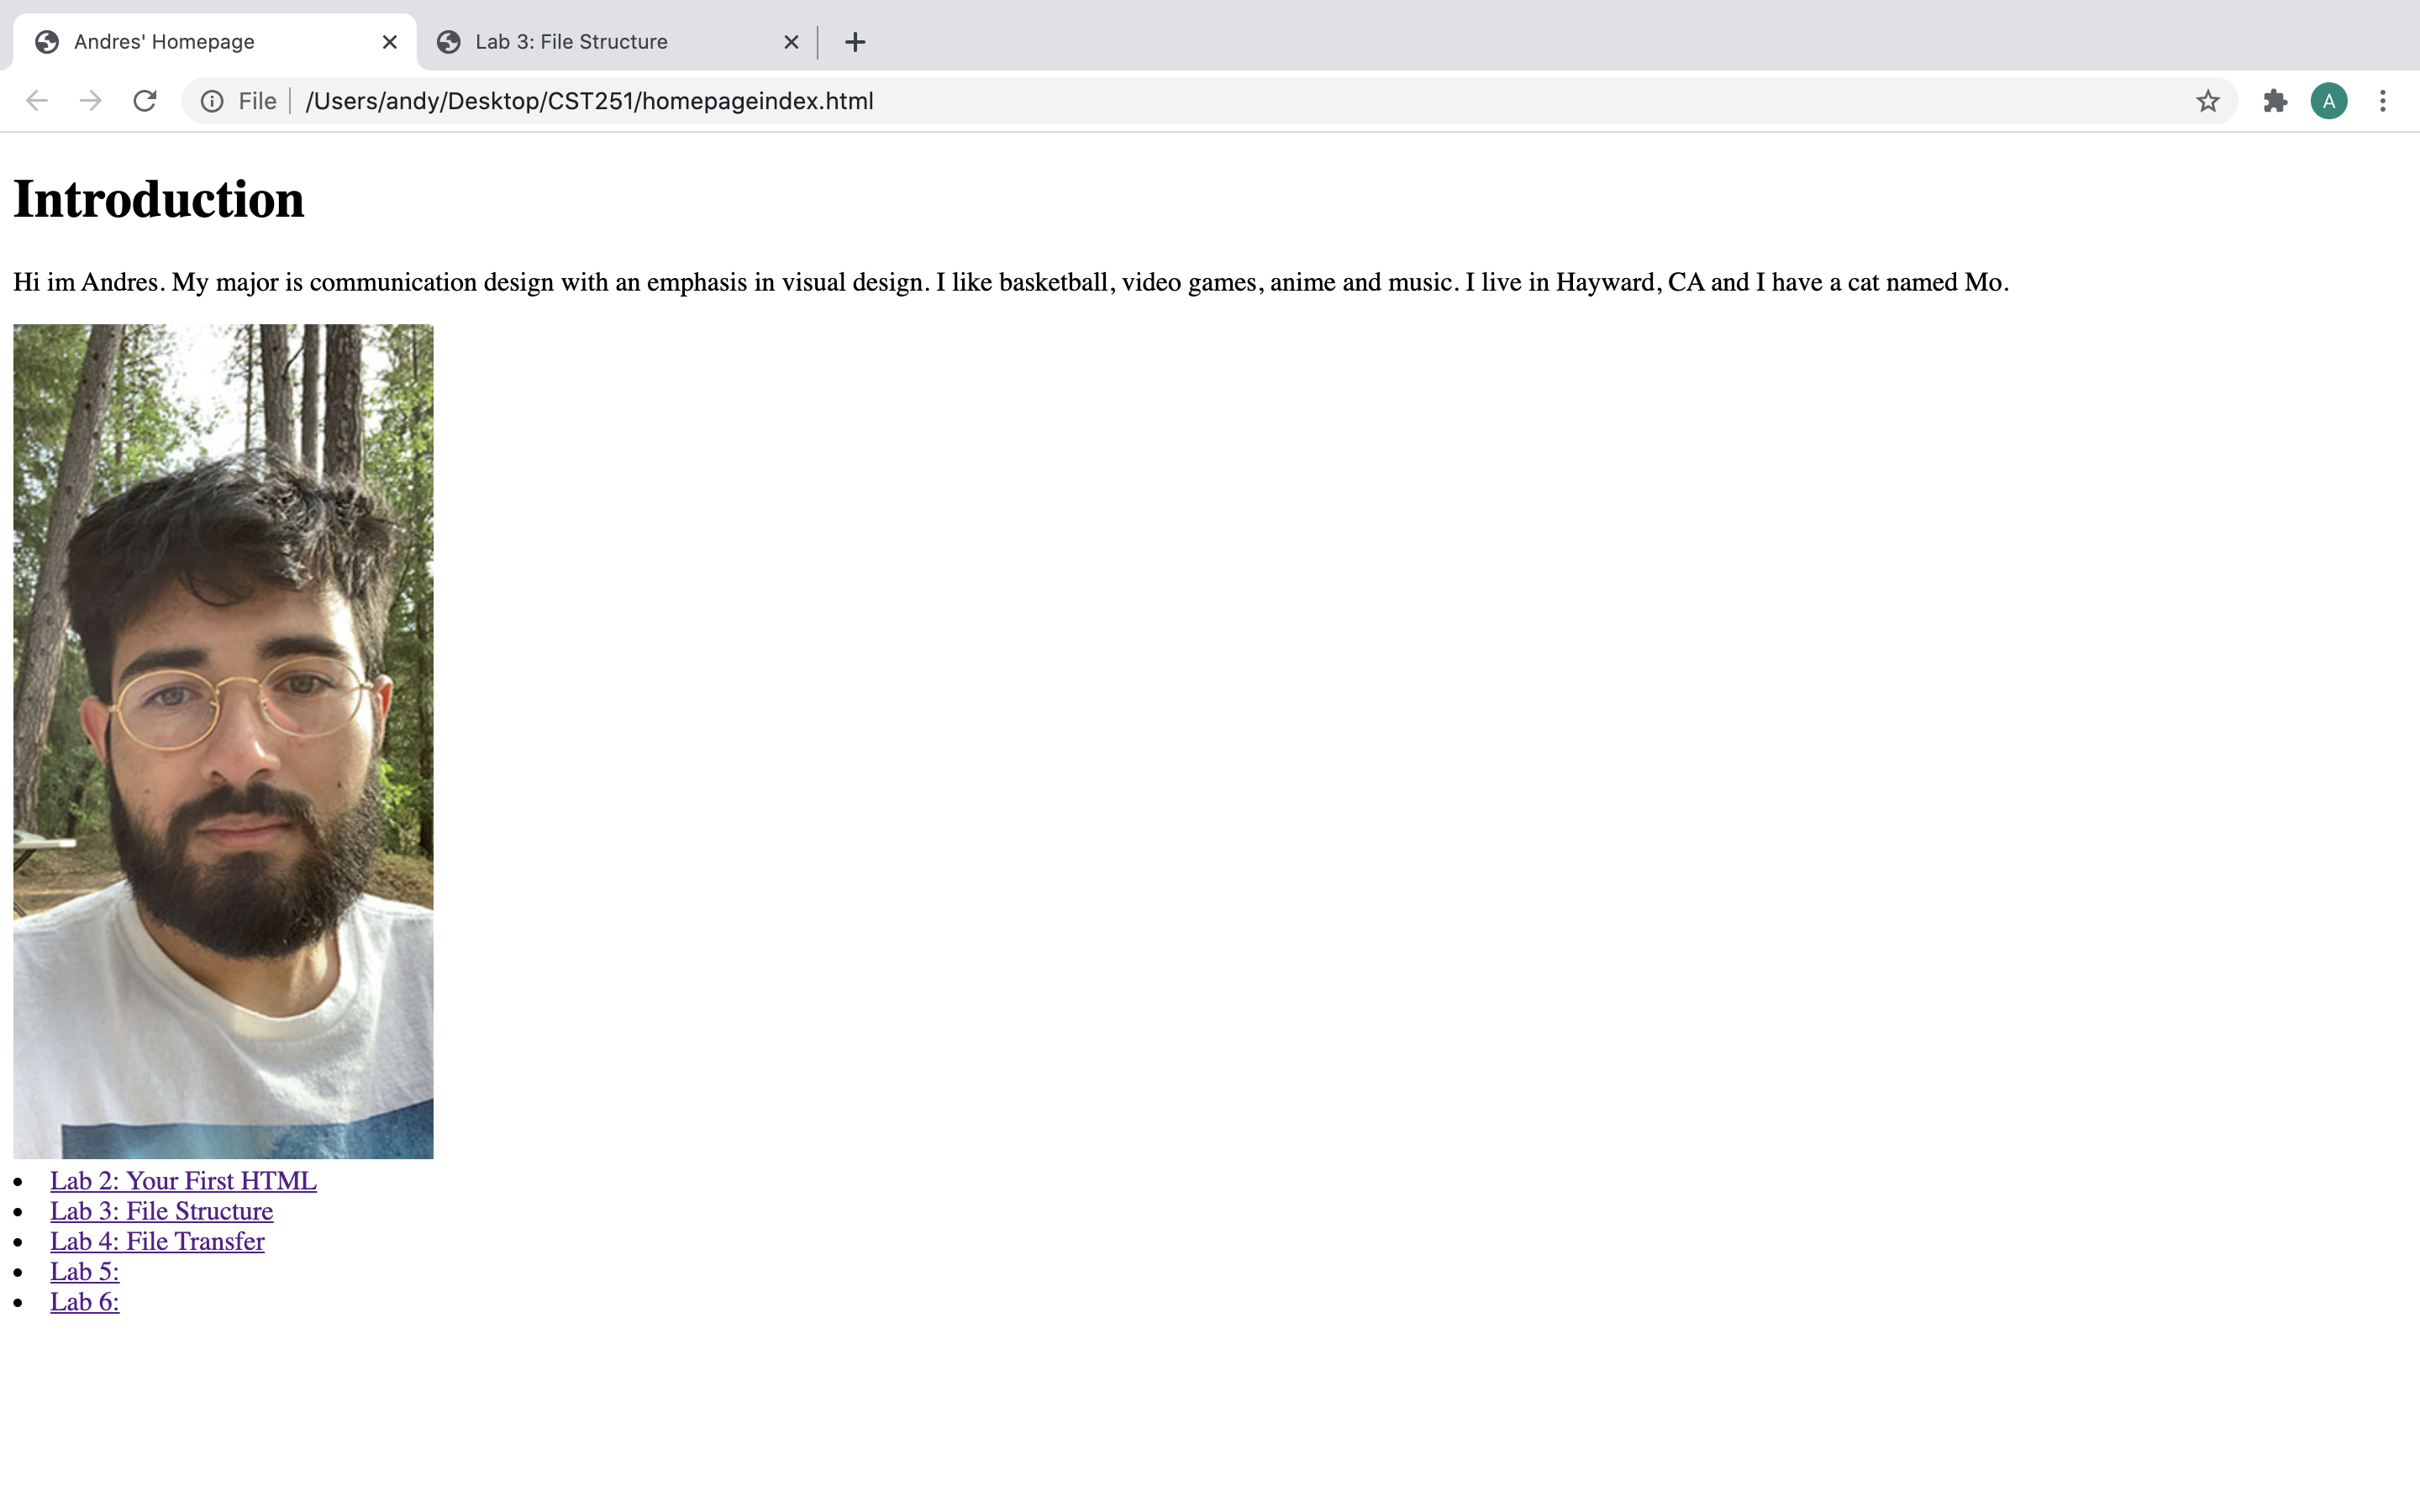 Andres' Homepage
Lab 3: File Structure
File
/Users/andy/Desktop/CST251/homepageindex.html
A
Introduction
Hi im Andres. My major is communication design with an emphasis in visual design. I like basketball, video games, anime and music. I live in Hayward, CA and I have a cat named Mo.
Lab 2: Your First HTML
Lab 3: File Structure
Lab 4: File Transfer
Lab 5:
Lab 6: